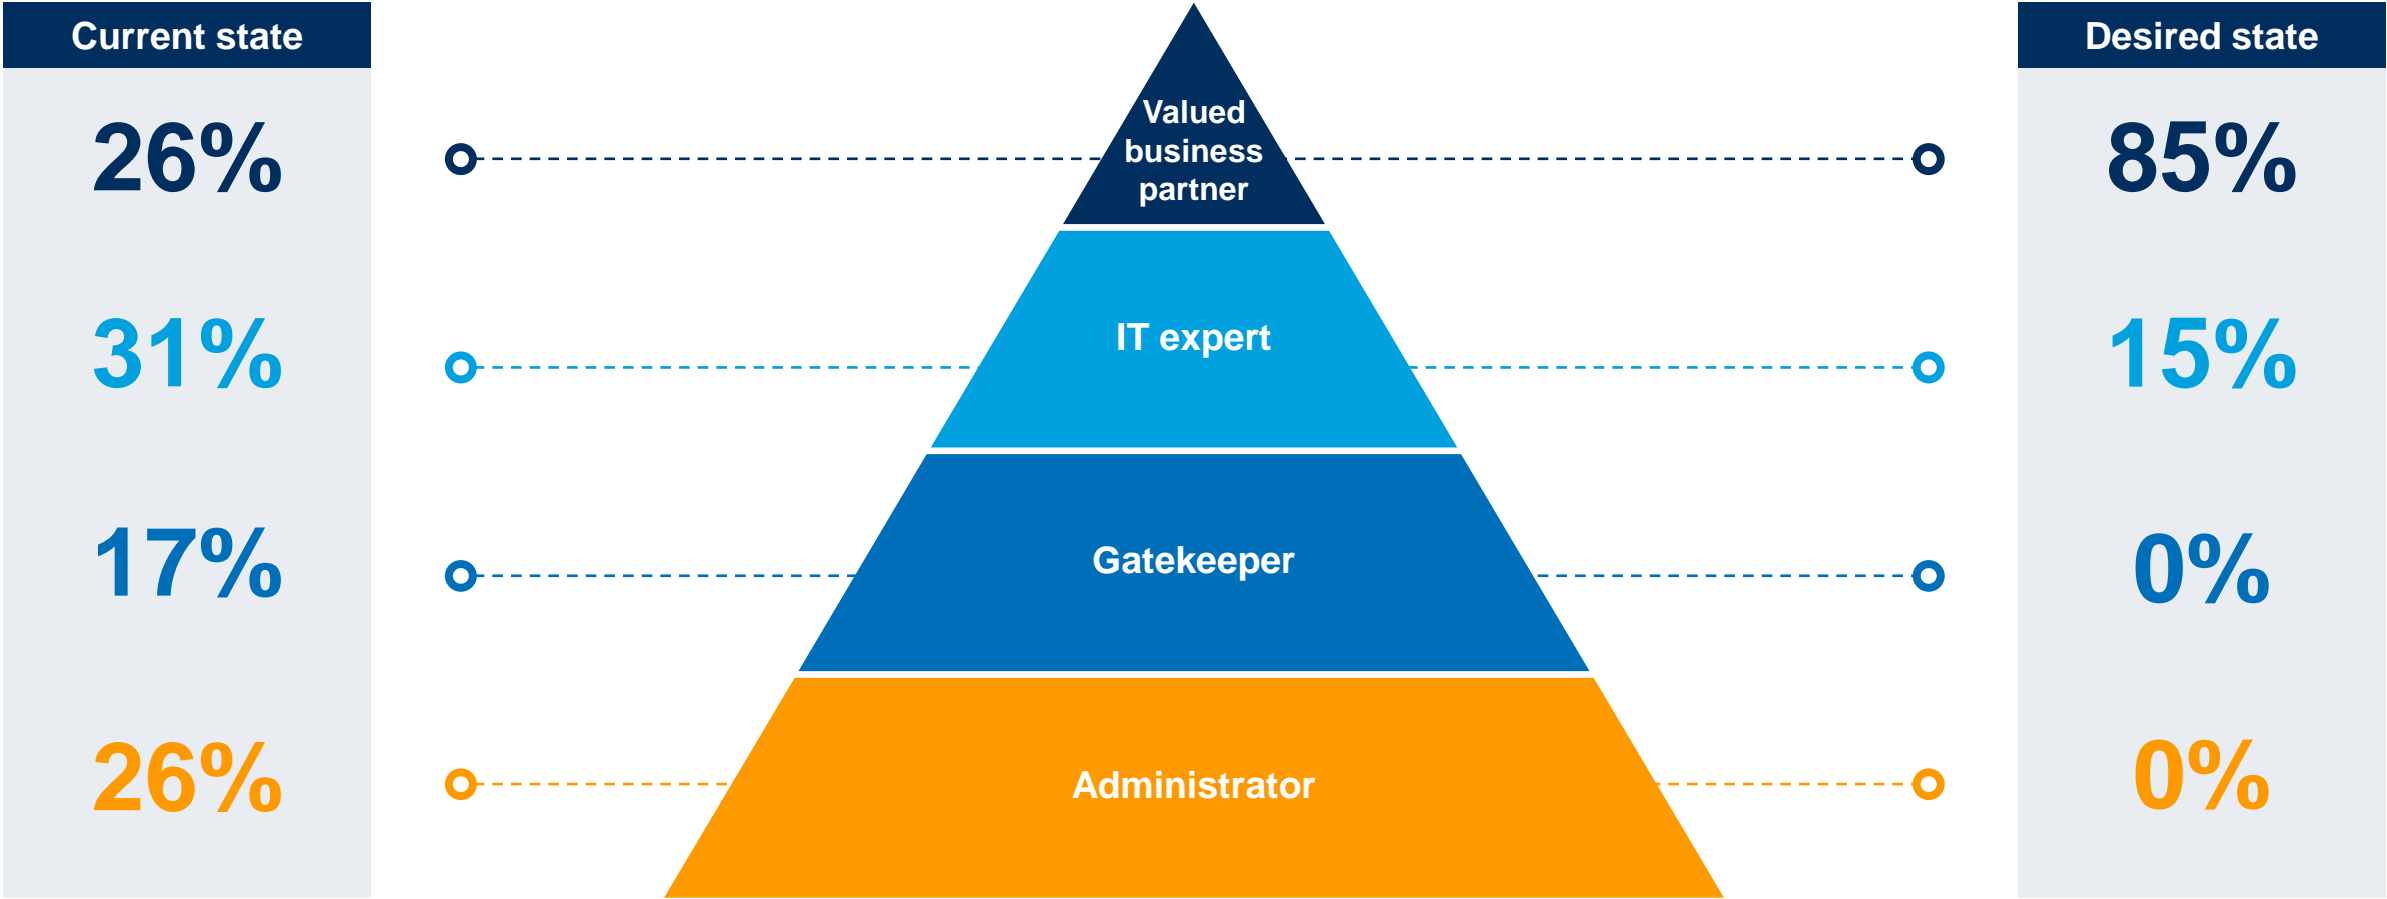 Current state
Desired state
26%
Valued
business
partner
85%
31%
IT expert
15%
17%
Gatekeeper
0%
26%
Administrator
0%